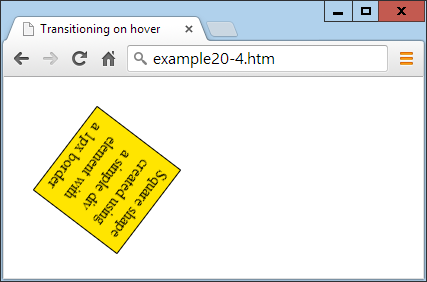 Transitioning on hover
example20-4.htm
Square shape
created using
a simple div
element with
a 1px border